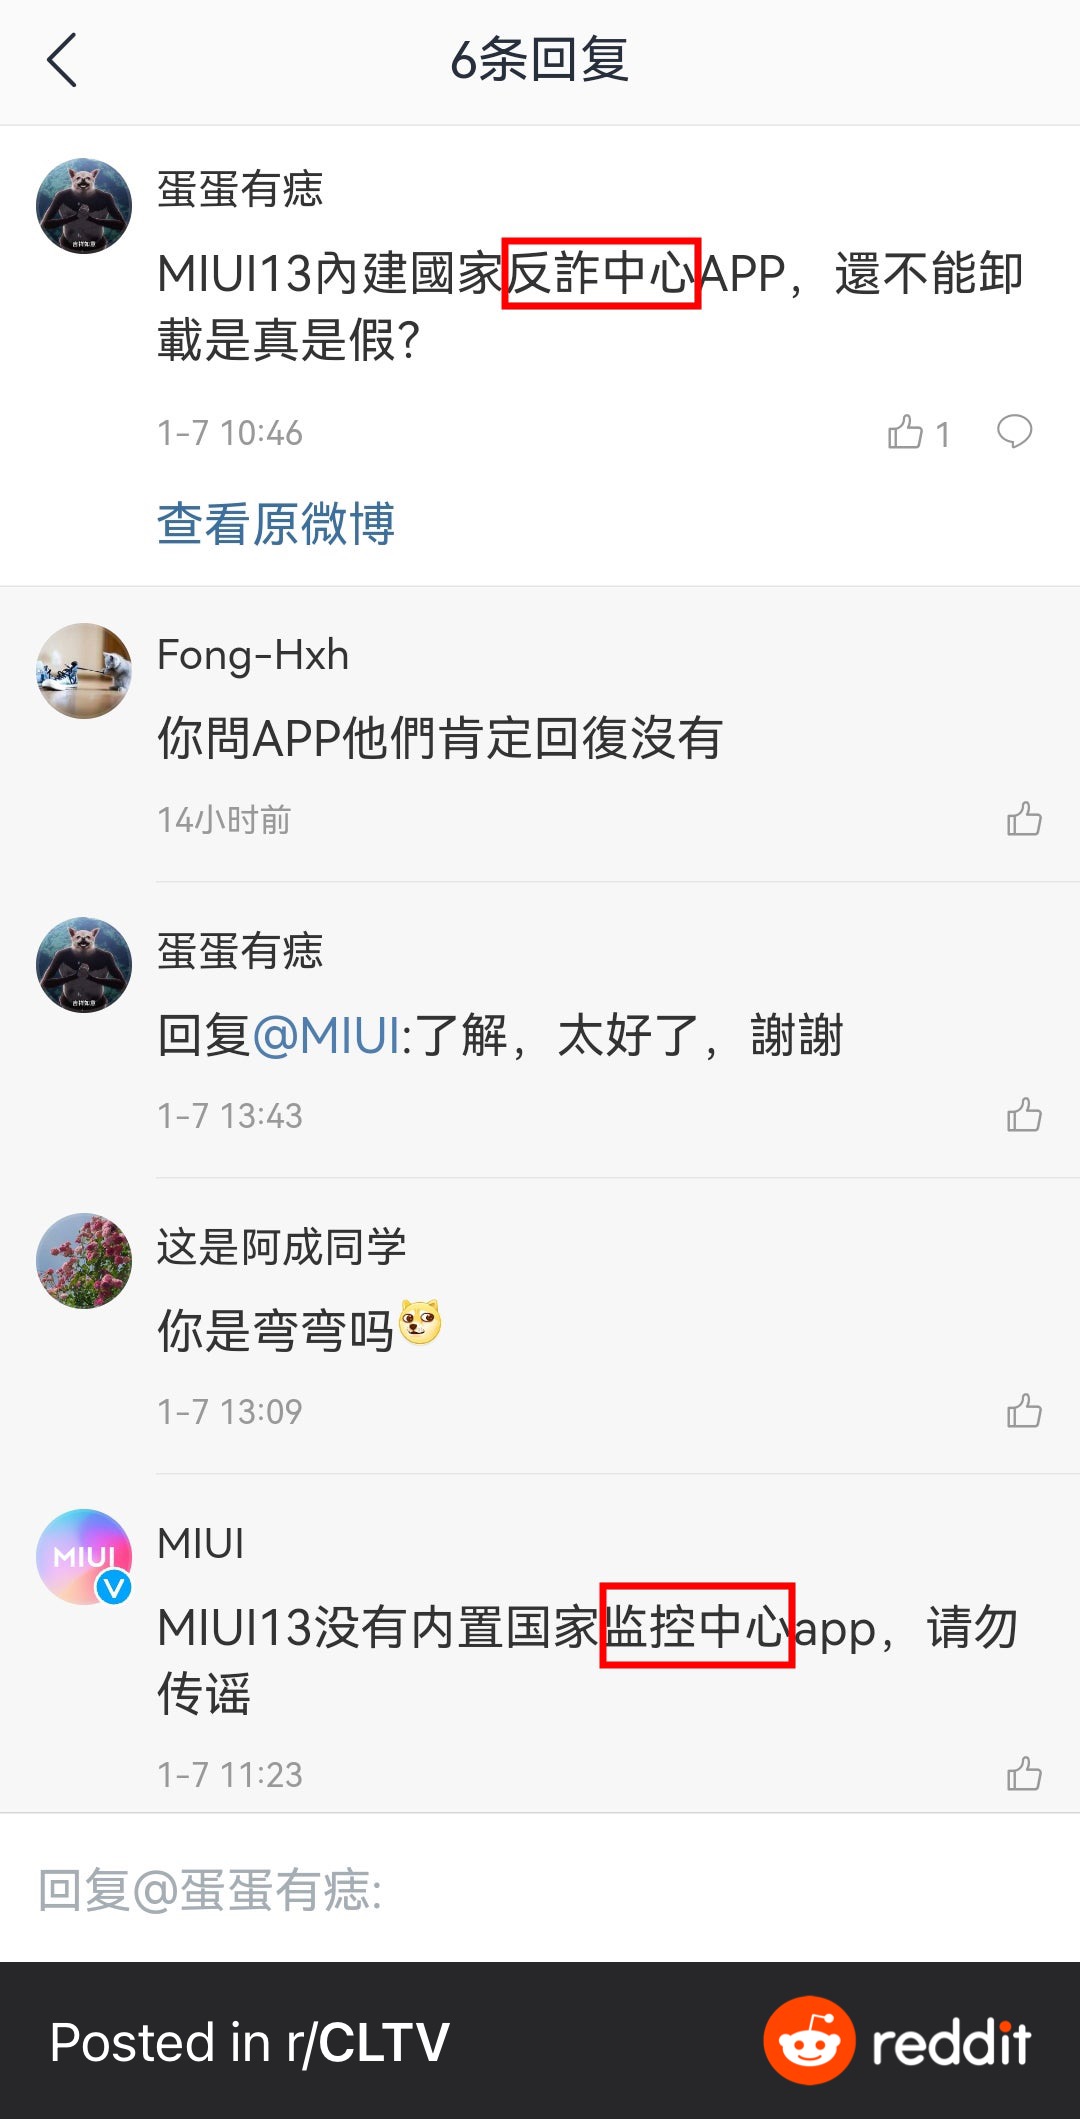 6条回复
蛋蛋有痣
MIUI13內建國家反詐中心APP，還不能卸
載是真是假？
1-7 10:46
1
查看原微博
Fong-Hxh
你問APP他們肯定回復沒有
14小时前
蛋蛋有痣
回复@MIUI:了解，太好了，謝謝
1-7 13:43
这是阿成同学
你是弯弯吗
1-7 13:09
MIUI
V
MIUI
MIUI13没有内置国家监控中心app，请勿
传谣
1-7 11:23
回复@蛋蛋有痣:
Posted in r/CLTV
reddit